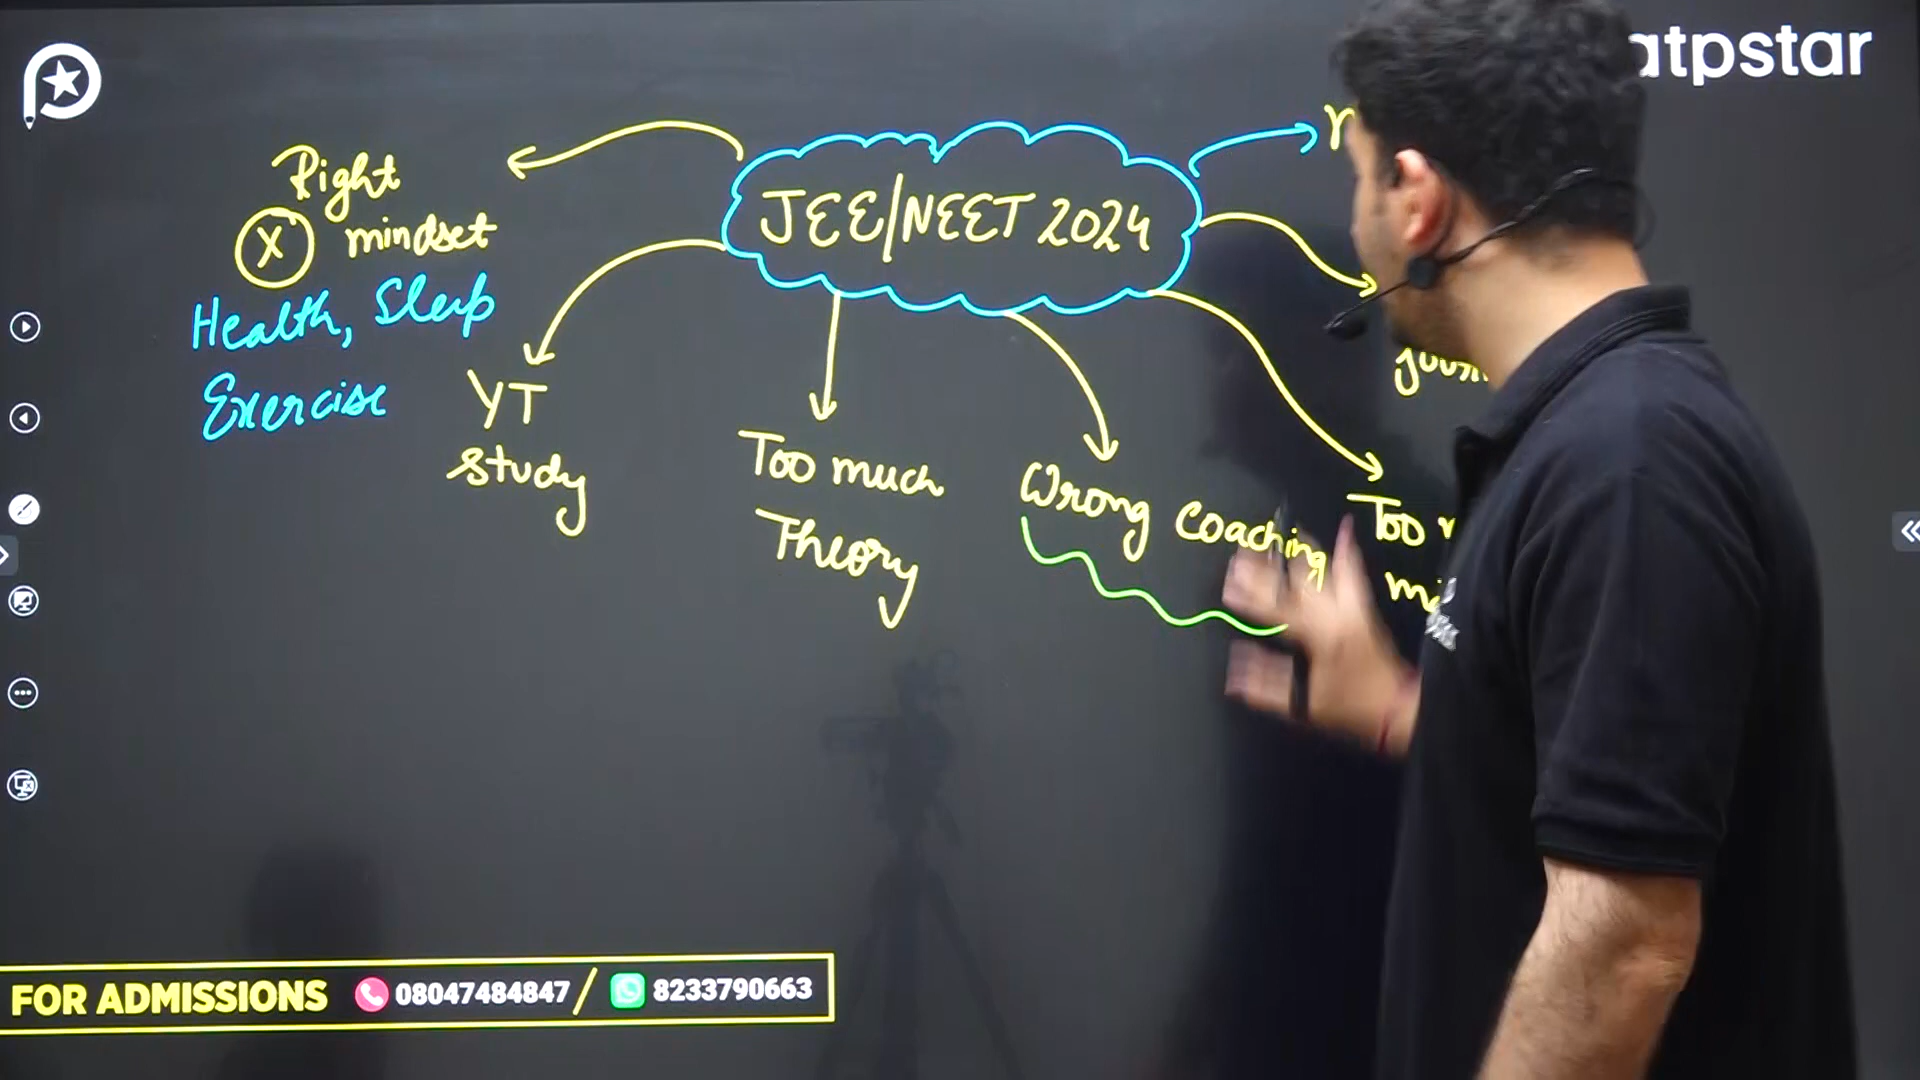 atpstar
JEE/NEET 2024
Right
X mindset
Health, Sleep
Exercise
YT
study
Too much
Theory
Wrong coaching
Too
FOR ADMISSIONS 08047484847 / 8233790663